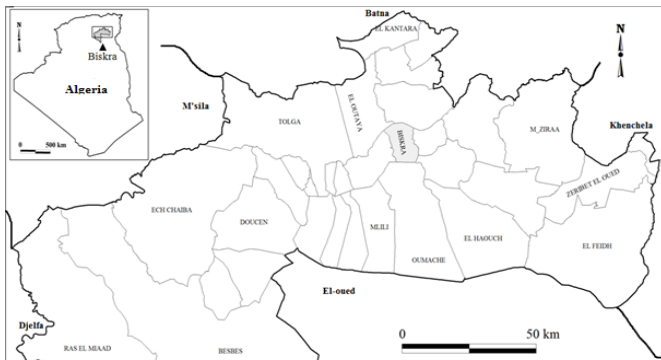 N
Biskra
Algeria
0 500 km
Batna
EL KANTARA
N
M'sila
TOLGA
EL OUTAYA
BISKRA
M_ZIRAA
Khenchela
ZERIBET EL OUED
ECH CHAIBA
DOUCEN
MLILI
OUMACHE
EL HAOUCH
EL FEIDH
El-oued
Djelfa
RAS EL MIAAD
BESBES
0 50 km